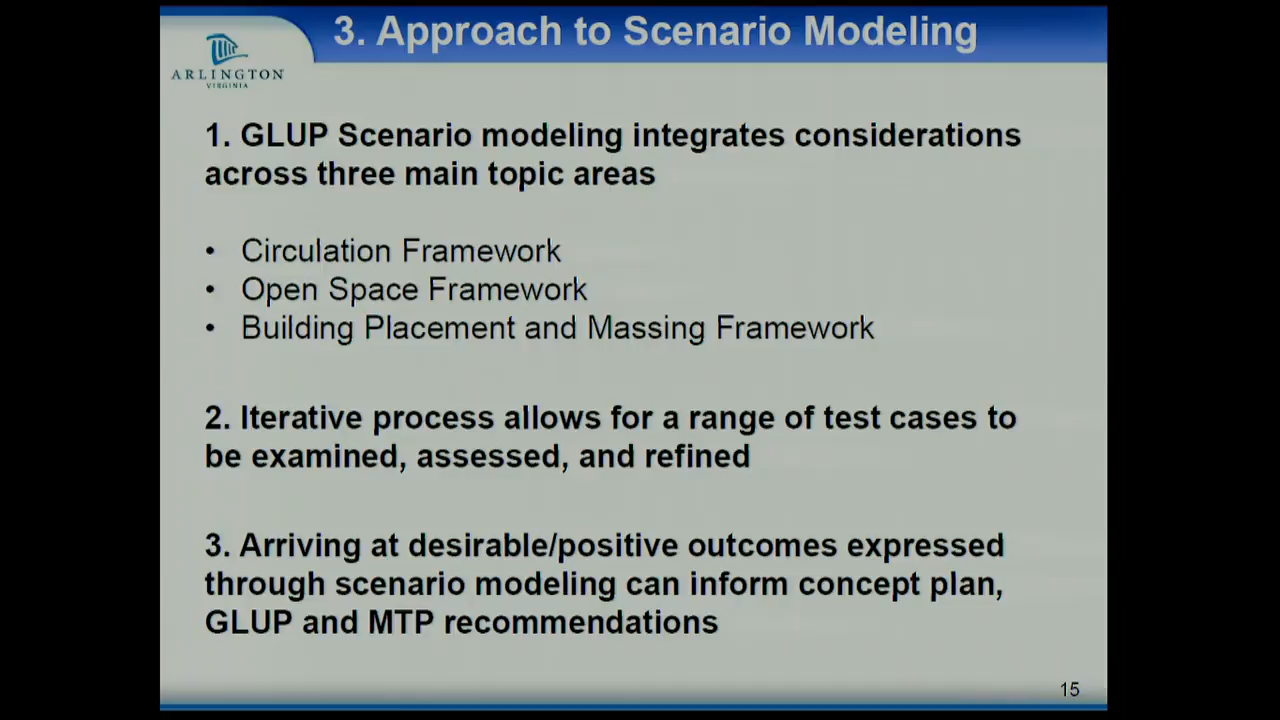 3. Approach to Scenario Modeling
ARLINGTON
VIRGINIA
1. GLUP Scenario modeling integrates considerations
across three main topic areas
• Circulation Framework
• Open Space Framework
• Building Placement and Massing Framework
2. Iterative process allows for a range of test cases to
be examined, assessed, and refined
3. Arriving at desirable/positive outcomes expressed
through scenario modeling can inform concept plan,
GLUP and MTP recommendations
15